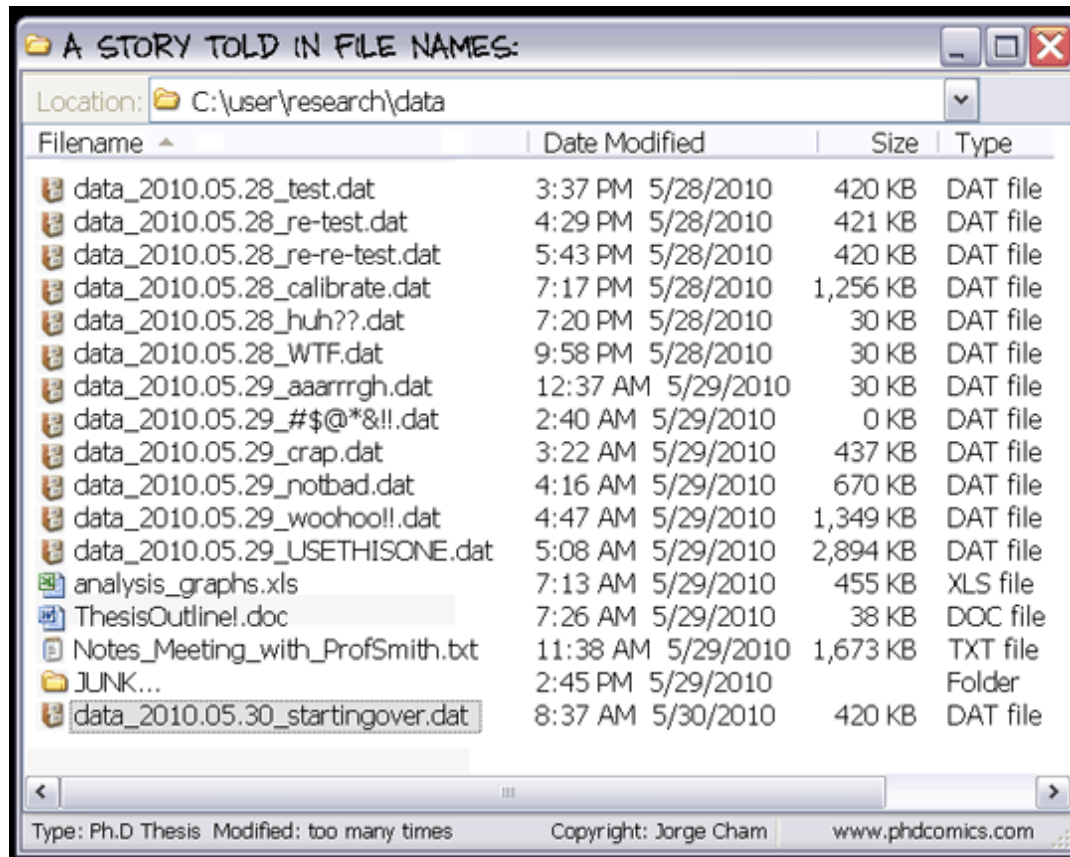 A STORY TOLD IN FILE NAMES:
Location: C:\user\research\data
Filename Date Modified Size Type
data_2010.05.28_test.dat 3:37 PM 5/28/2010 420 KB DAT file
data_2010.05.28_re-test.dat 4:29 PM 5/28/2010 421 KB DAT file
data_2010.05.28_re-re-test.dat 5:43 PM 5/28/2010 420 KB DAT file
data_2010.05.28_calibrate.dat 7:17 PM 5/28/2010 1,256 KB DAT file
data_2010.05.28_huh??.dat 7:20 PM 5/28/2010 30 KB DAT file
data_2010.05.28_WTF.dat 9:58 PM 5/28/2010 30 KB DAT file
data_2010.05.29_aaarrrgh.dat 12:37 AM 5/29/2010 30 KB DAT file
data_2010.05.29_#$@*&!!.dat 2:40 AM 5/29/2010 0 KB DAT file
data_2010.05.29_crap.dat 3:22 AM 5/29/2010 437 KB DAT file
data_2010.05.29_notbad.dat 4:16 AM 5/29/2010 670 KB DAT file
data_2010.05.29_woohoo!!.dat 4:47 AM 5/29/2010 1,349 KB DAT file
data_2010.05.29_USETHISONE.dat 5:08 AM 5/29/2010 2,894 KB DAT file
analysis_graphs.xls 7:13 AM 5/29/2010 455 KB XLS file
ThesisOutline!.doc 7:26 AM 5/29/2010 38 KB DOC file
Notes_Meeting_with_ProfSmith.txt 11:38 AM 5/29/2010 1,673 KB TXT file
JUNK... 2:45 PM 5/29/2010 Folder
data_2010.05.30_startingover.dat 8:37 AM 5/30/2010 420 KB DAT file
Type: Ph.D Thesis Modified: too many times Copyright: Jorge Cham www.phdcomics.com